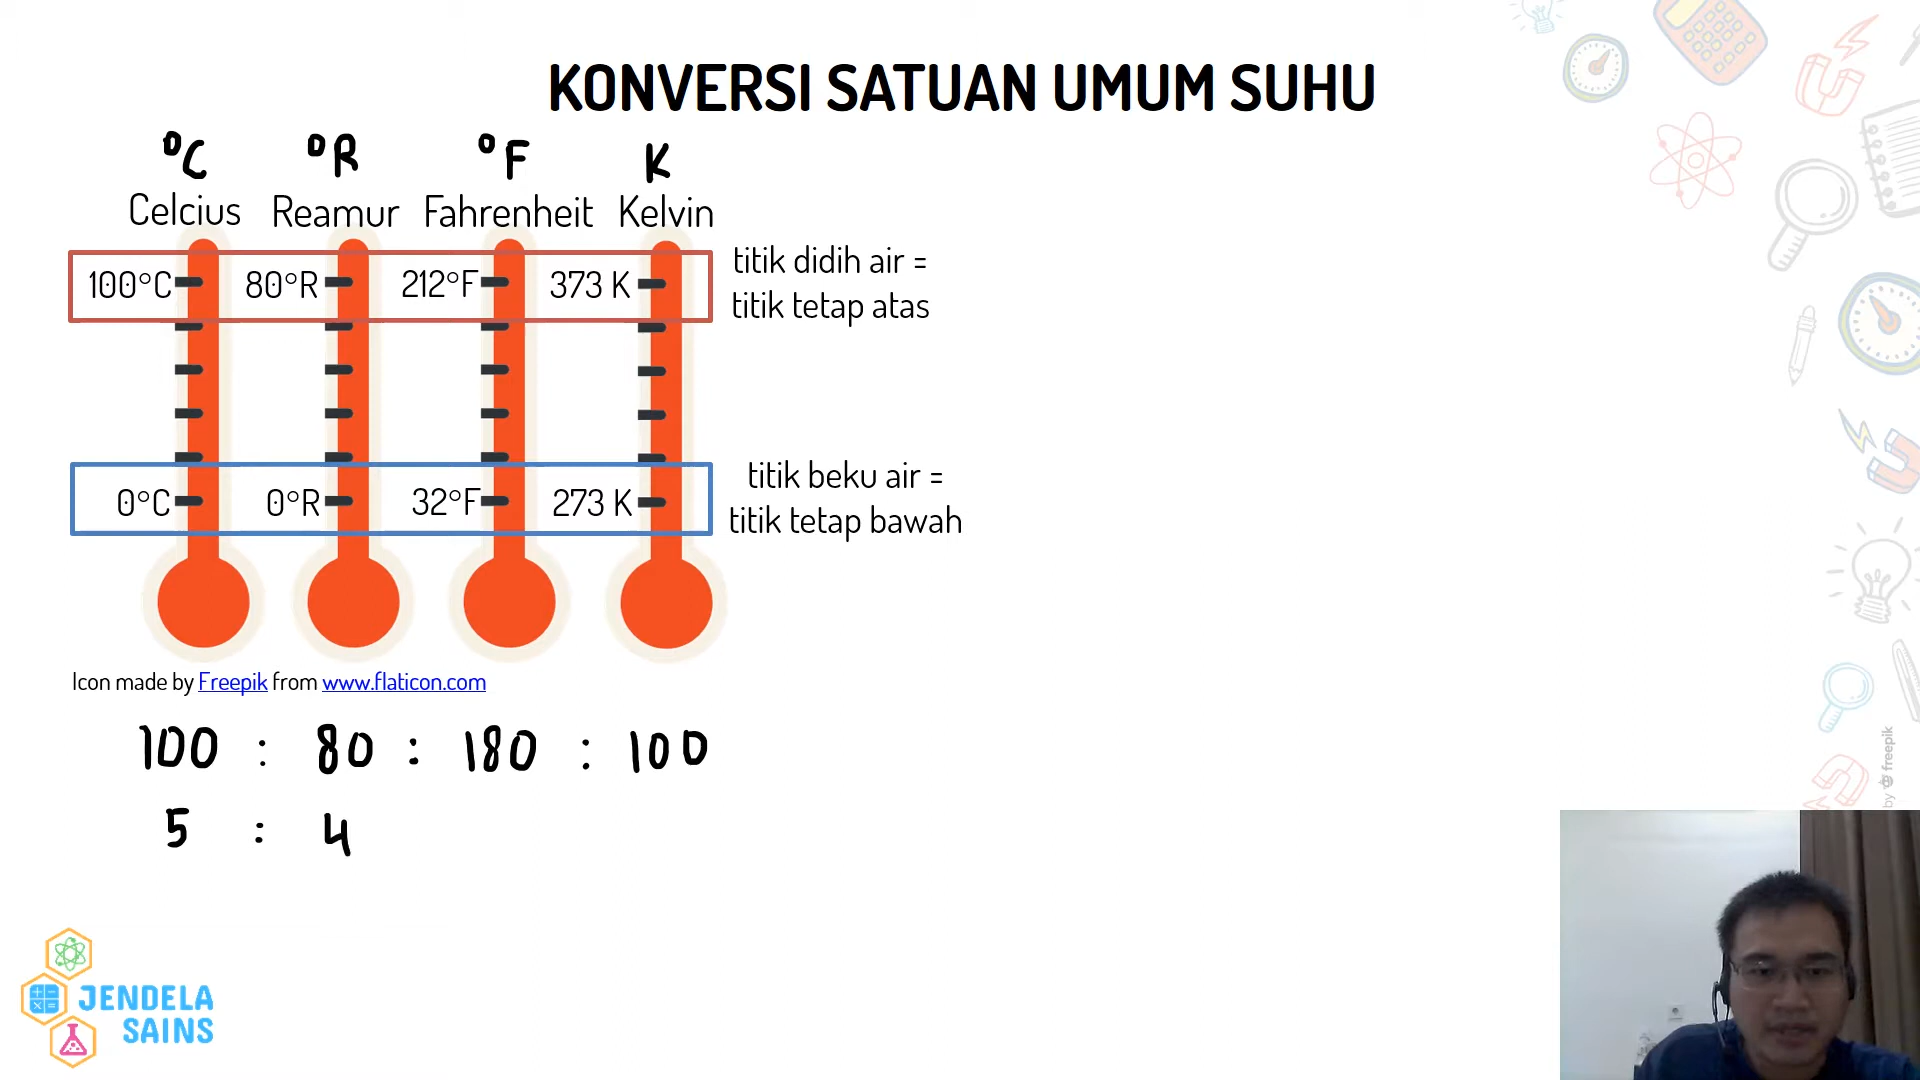 KONVERSI SATUAN UMUM SUHU
°C °R °F K
Celcius Reamur Fahrenheit Kelvin
100°C 80°R 212°F 373 K
titik didih air =
titik tetap atas
0°C 0°R 32°F 273 K
titik beku air =
titik tetap bawah
Icon made by Freepik from www.flaticon.com
100 : 80 : 180 : 100
5 : 4
JENDELA
SAINS
by freepik